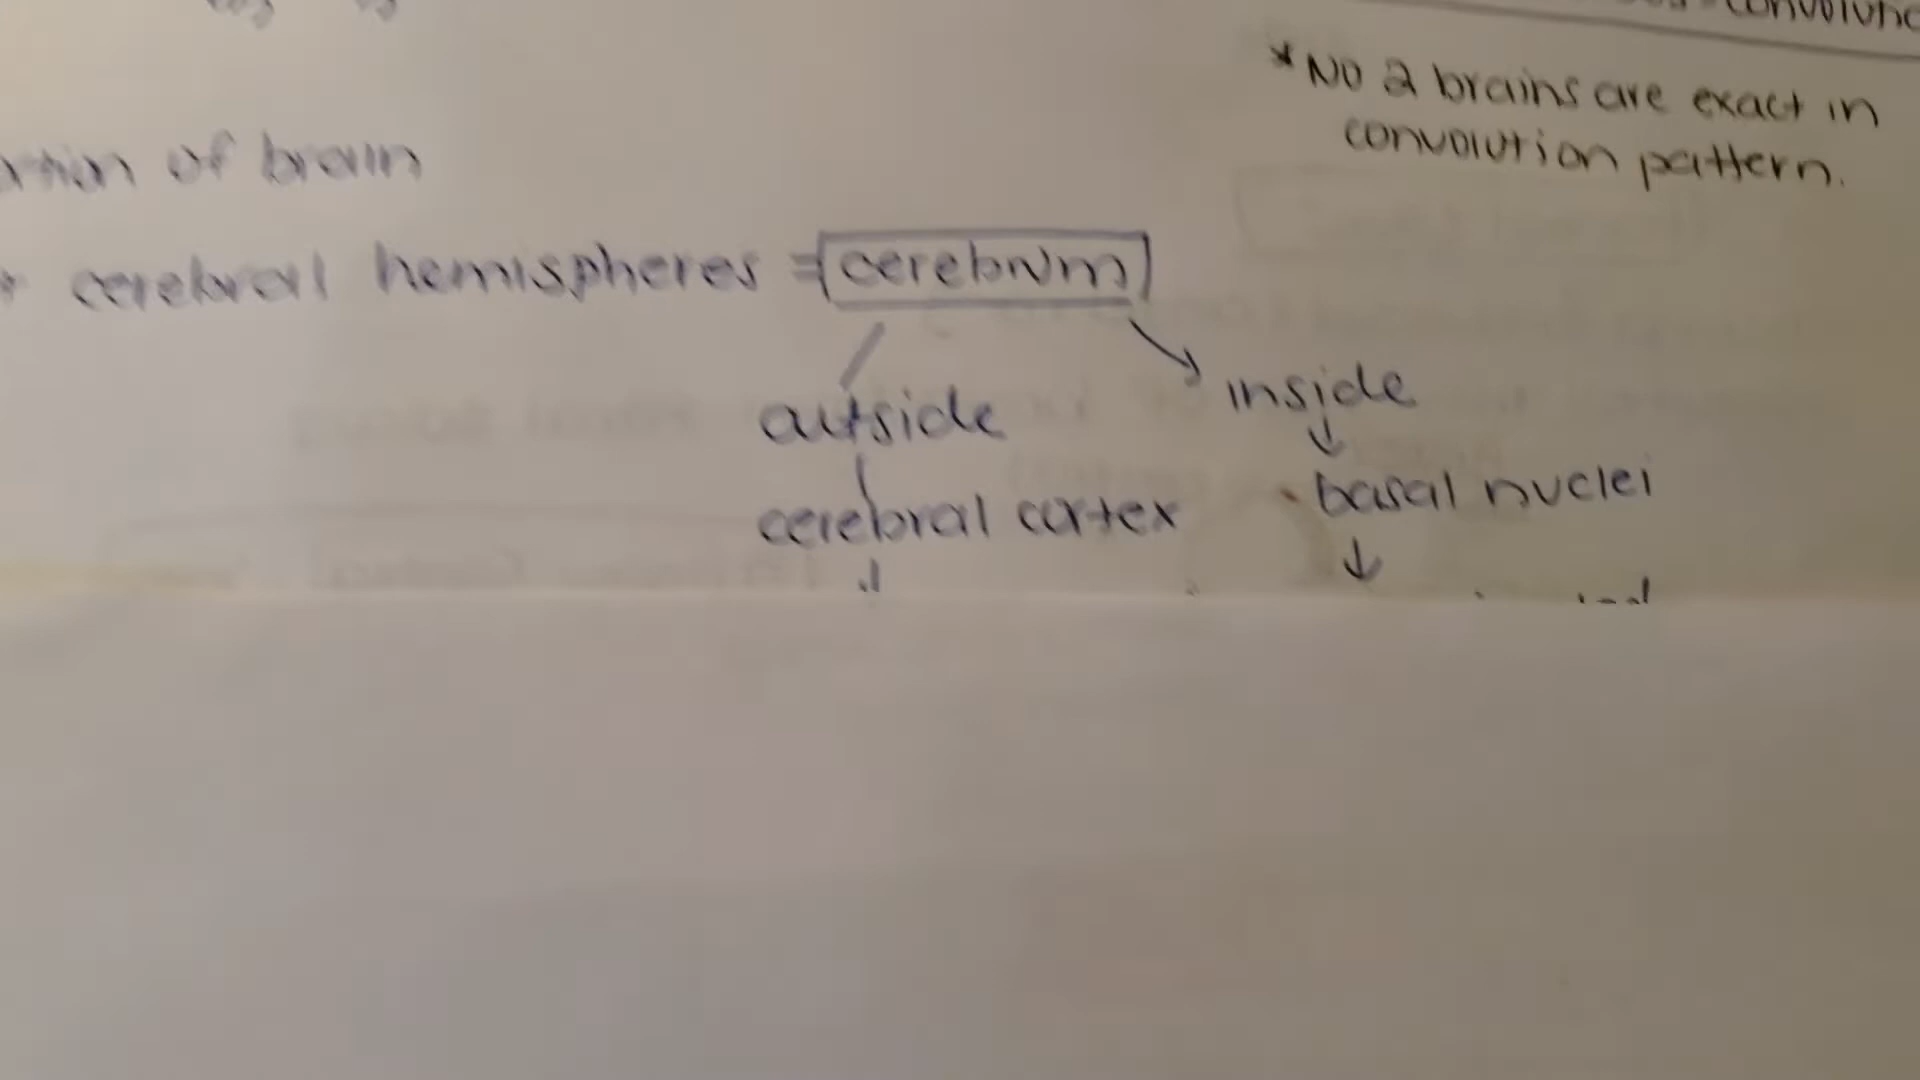 *No 2 brains are exact in
convolution pattern.
of brain
cerebral hemispheres = cerebrum
outside
inside
cerebral cortex
basal nuclei